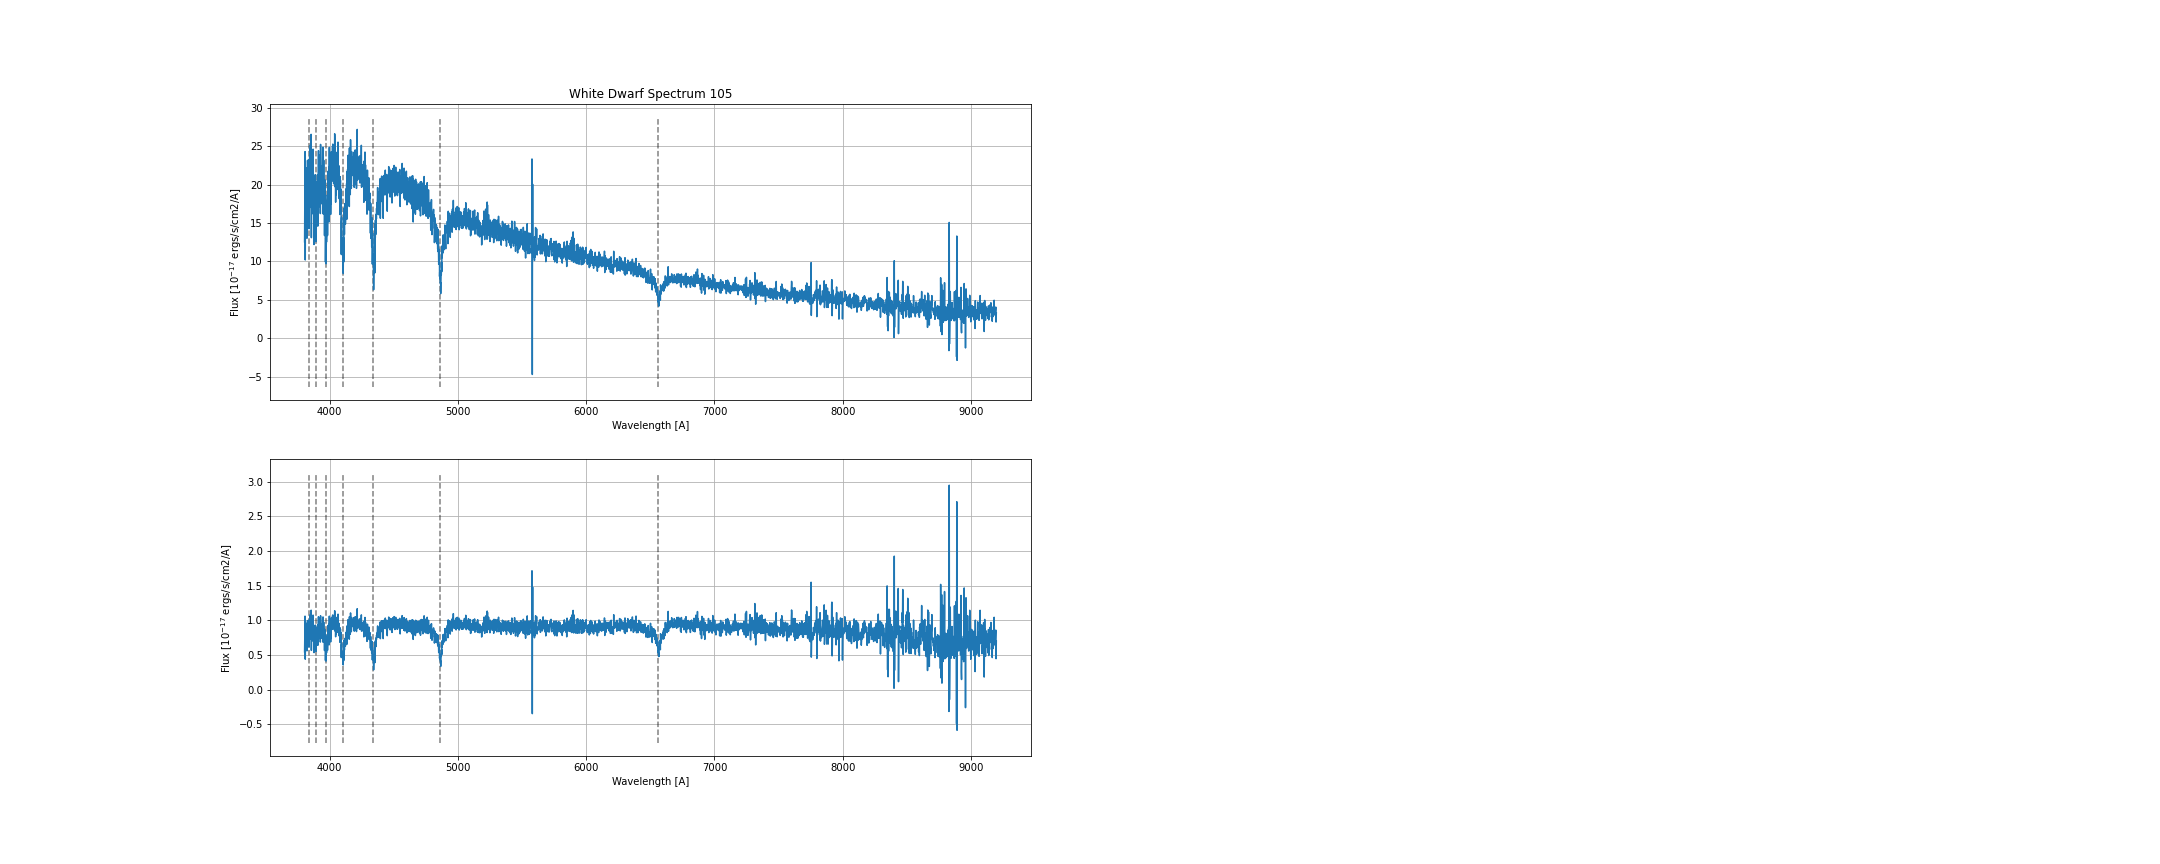 White Dwarf Spectrum 105
30
25
20
15
10
5
0
−5
Flux [10⁻¹⁷ ergs/s/cm2/A]
4000 5000 6000 7000 8000 9000
Wavelength [A]
3.0
2.5
2.0
1.5
1.0
0.5
0.0
−0.5
Flux [10⁻¹⁷ ergs/s/cm2/A]
4000 5000 6000 7000 8000 9000
Wavelength [A]